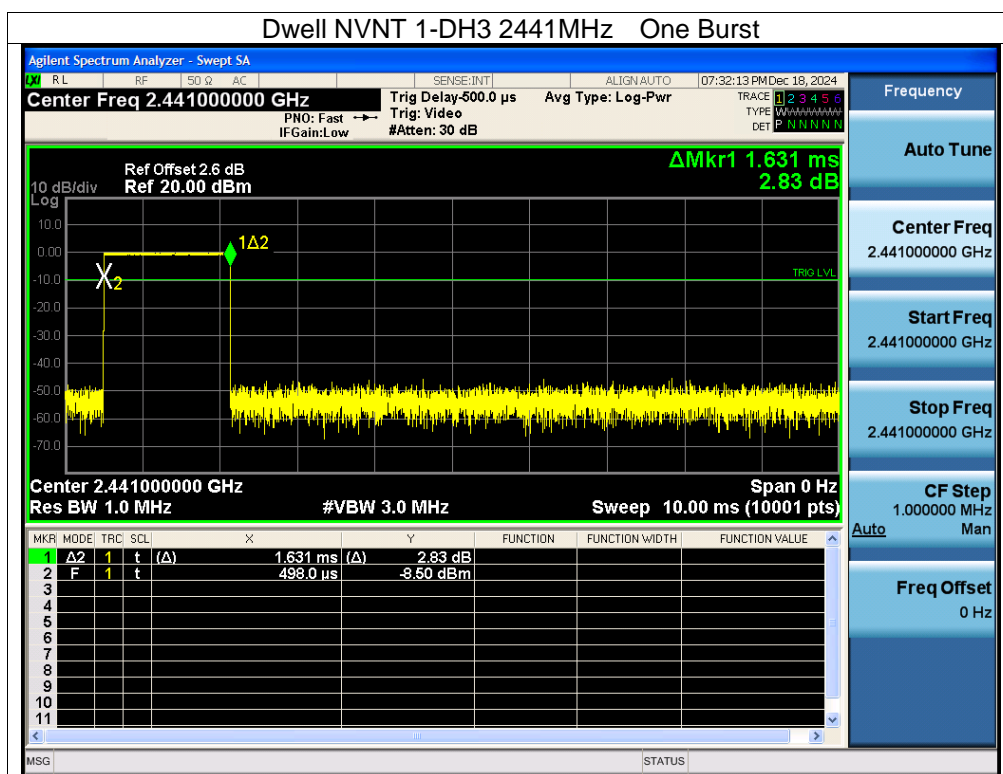 Dwell NVNT 1-DH3 2441MHz One Burst
Agilent Spectrum Analyzer - Swept SA
LXI RL RF 50 Ω AC SENSE:INT ALIGN AUTO 07:32:13 PM Dec 18, 2024
Center Freq 2.441000000 GHz
PNO: Fast
IFGain:Low
Trig Delay-500.0 µs
Trig: Video
#Atten: 30 dB
Avg Type: Log-Pwr
TRACE 1 2 3 4 5 6
TYPE WWWWWW
DET P N N N N N
ΔMkr1 1.631 ms
2.83 dB
Ref Offset 2.6 dB
10 dB/div Ref 20.00 dBm
Log
10.0
0.00
-10.0
-20.0
-30.0
-40.0
-50.0
-60.0
-70.0
1Δ2
2
TRIG LVL
Center 2.441000000 GHz Span 0 Hz
Res BW 1.0 MHz #VBW 3.0 MHz Sweep 10.00 ms (10001 pts)
MKR MODE TRC SCL X Y FUNCTION FUNCTION WIDTH FUNCTION VALUE
1 Δ2 1 t (Δ) 1.631 ms (Δ) 2.83 dB
2 F 1 t 498.0 µs -8.50 dBm
3
4
5
6
7
8
9
10
11
MSG STATUS
Frequency
Auto Tune
Center Freq
2.441000000 GHz
Start Freq
2.441000000 GHz
Stop Freq
2.441000000 GHz
CF Step
1.000000 MHz
Auto Man
Freq Offset
0 Hz